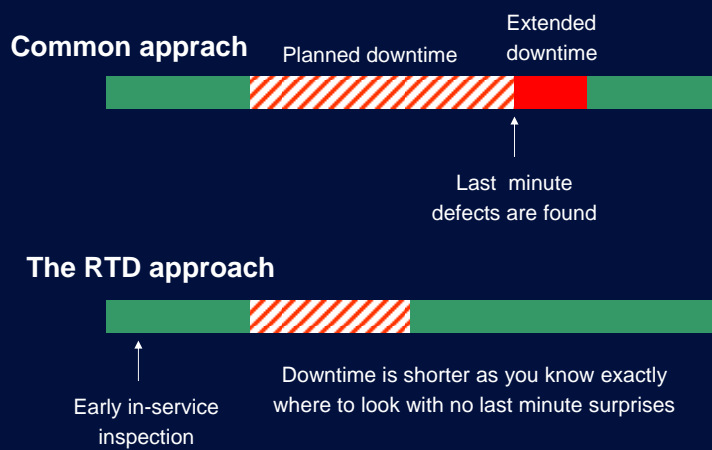 Common apprach
Planned downtime
Extended
downtime
Last minute
defects are found
The RTD approach
Early in-service
inspection
Downtime is shorter as you know exactly
where to look with no last minute surprises